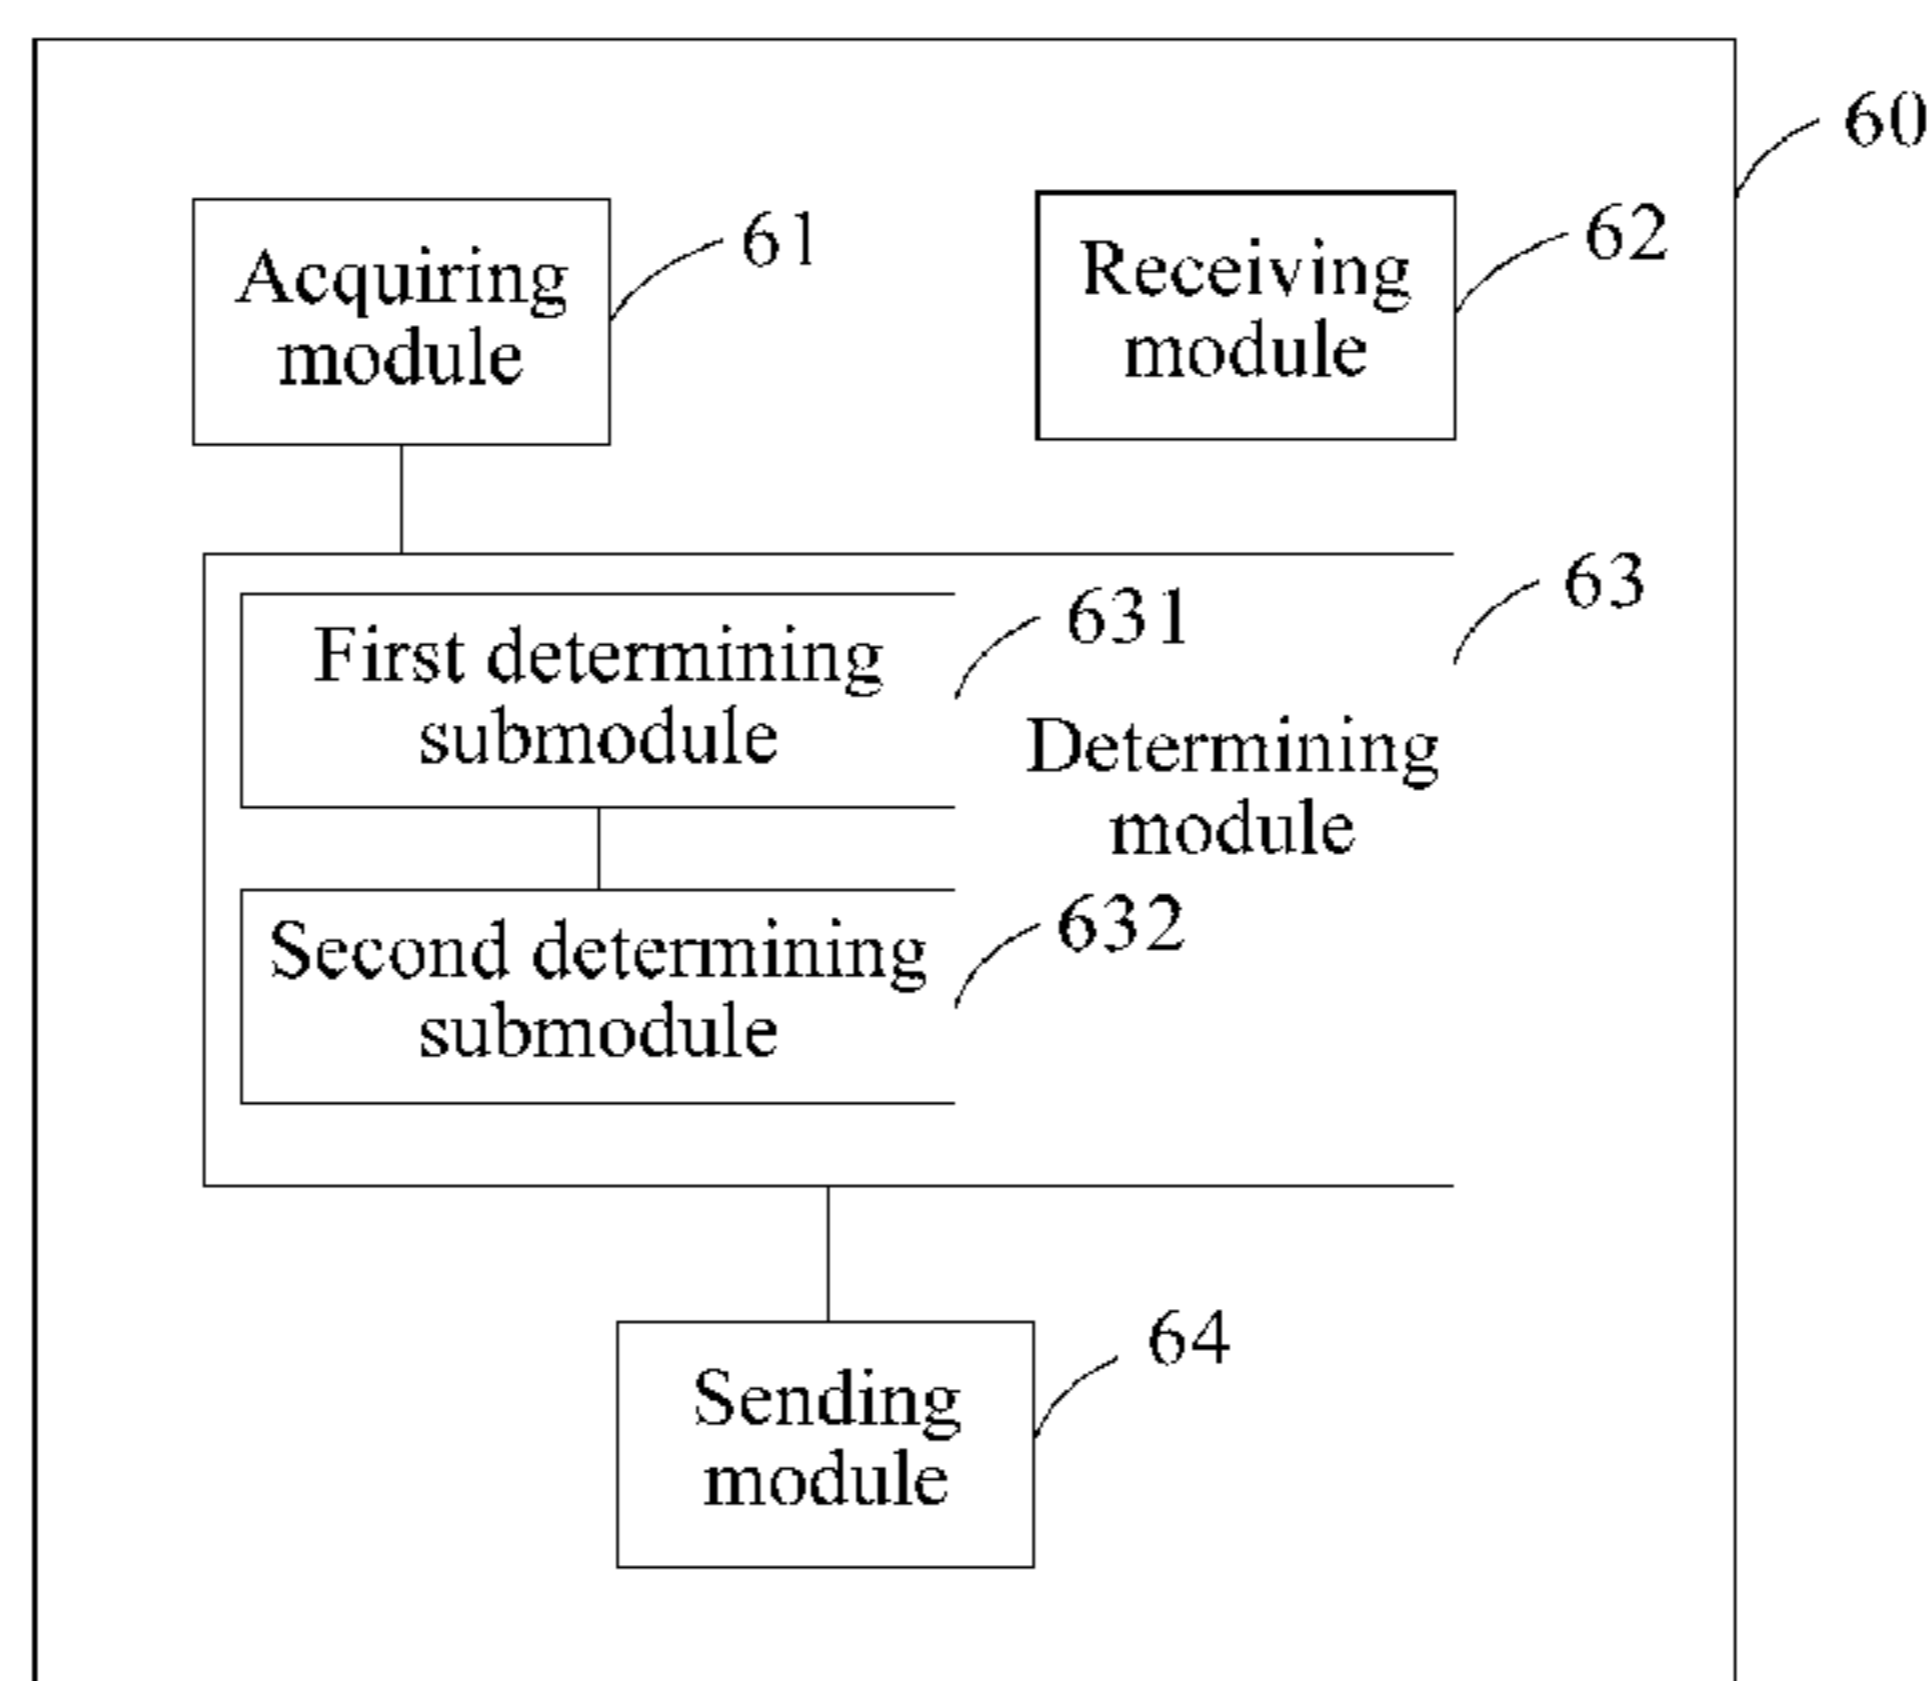 60
Acquiring
module
61
Receiving
module
62
63
First determining
submodule
631
Determining
module
Second determining
submodule
632
Sending
module
64